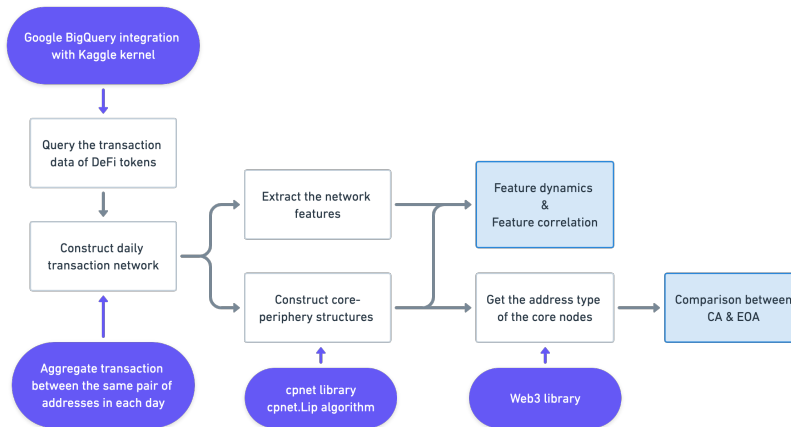 Google BigQuery integration
with Kaggle kernel
Query the transaction
data of DeFi tokens
Construct daily
transaction network
Aggregate transaction
between the same pair of
addresses in each day
Extract the network
features
Construct core-
periphery structures
cpnet library
cpnet.Lip algorithm
Feature dynamics
&
Feature correlation
Get the address type
of the core nodes
Web3 library
Comparison between
CA & EOA